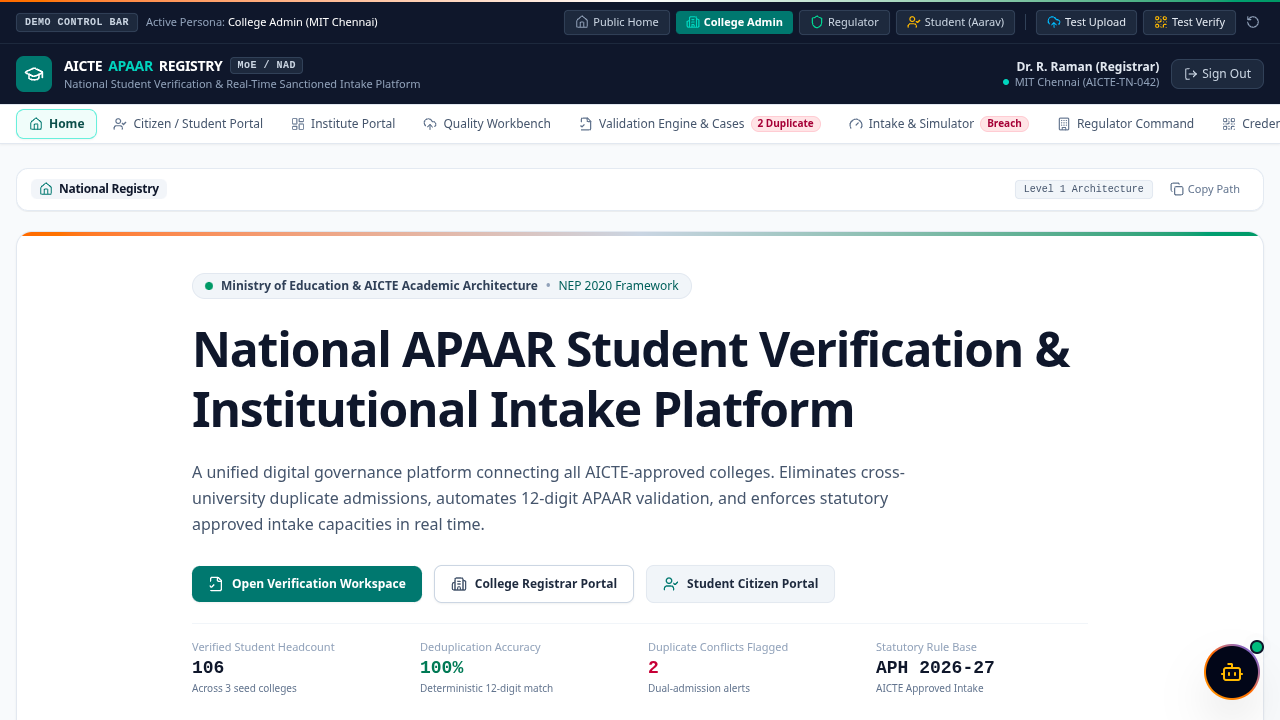 DEMO CONTROL BAR
Active Persona: College Admin (MIT Chennai)
Public Home
College Admin
Regulator
Student (Aarav)
Test Upload
Test Verify
AICTE APAAR REGISTRY
MoE / NAD
National Student Verification & Real-Time Sanctioned Intake Platform
Dr. R. Raman (Registrar)
MIT Chennai (AICTE-TN-042)
Sign Out
Home
Citizen / Student Portal
Institute Portal
Quality Workbench
Validation Engine & Cases
2 Duplicate
Intake & Simulator
Breach
Regulator Command
National Registry
Level 1 Architecture
Copy Path
Ministry of Education & AICTE Academic Architecture • NEP 2020 Framework
National APAAR Student Verification &
Institutional Intake Platform
A unified digital governance platform connecting all AICTE-approved colleges. Eliminates cross-
university duplicate admissions, automates 12-digit APAAR validation, and enforces statutory
approved intake capacities in real time.
Open Verification Workspace
College Registrar Portal
Student Citizen Portal
Verified Student Headcount
106
Across 3 seed colleges
Deduplication Accuracy
100%
Deterministic 12-digit match
Duplicate Conflicts Flagged
2
Dual-admission alerts
Statutory Rule Base
APH 2026-27
AICTE Approved Intake